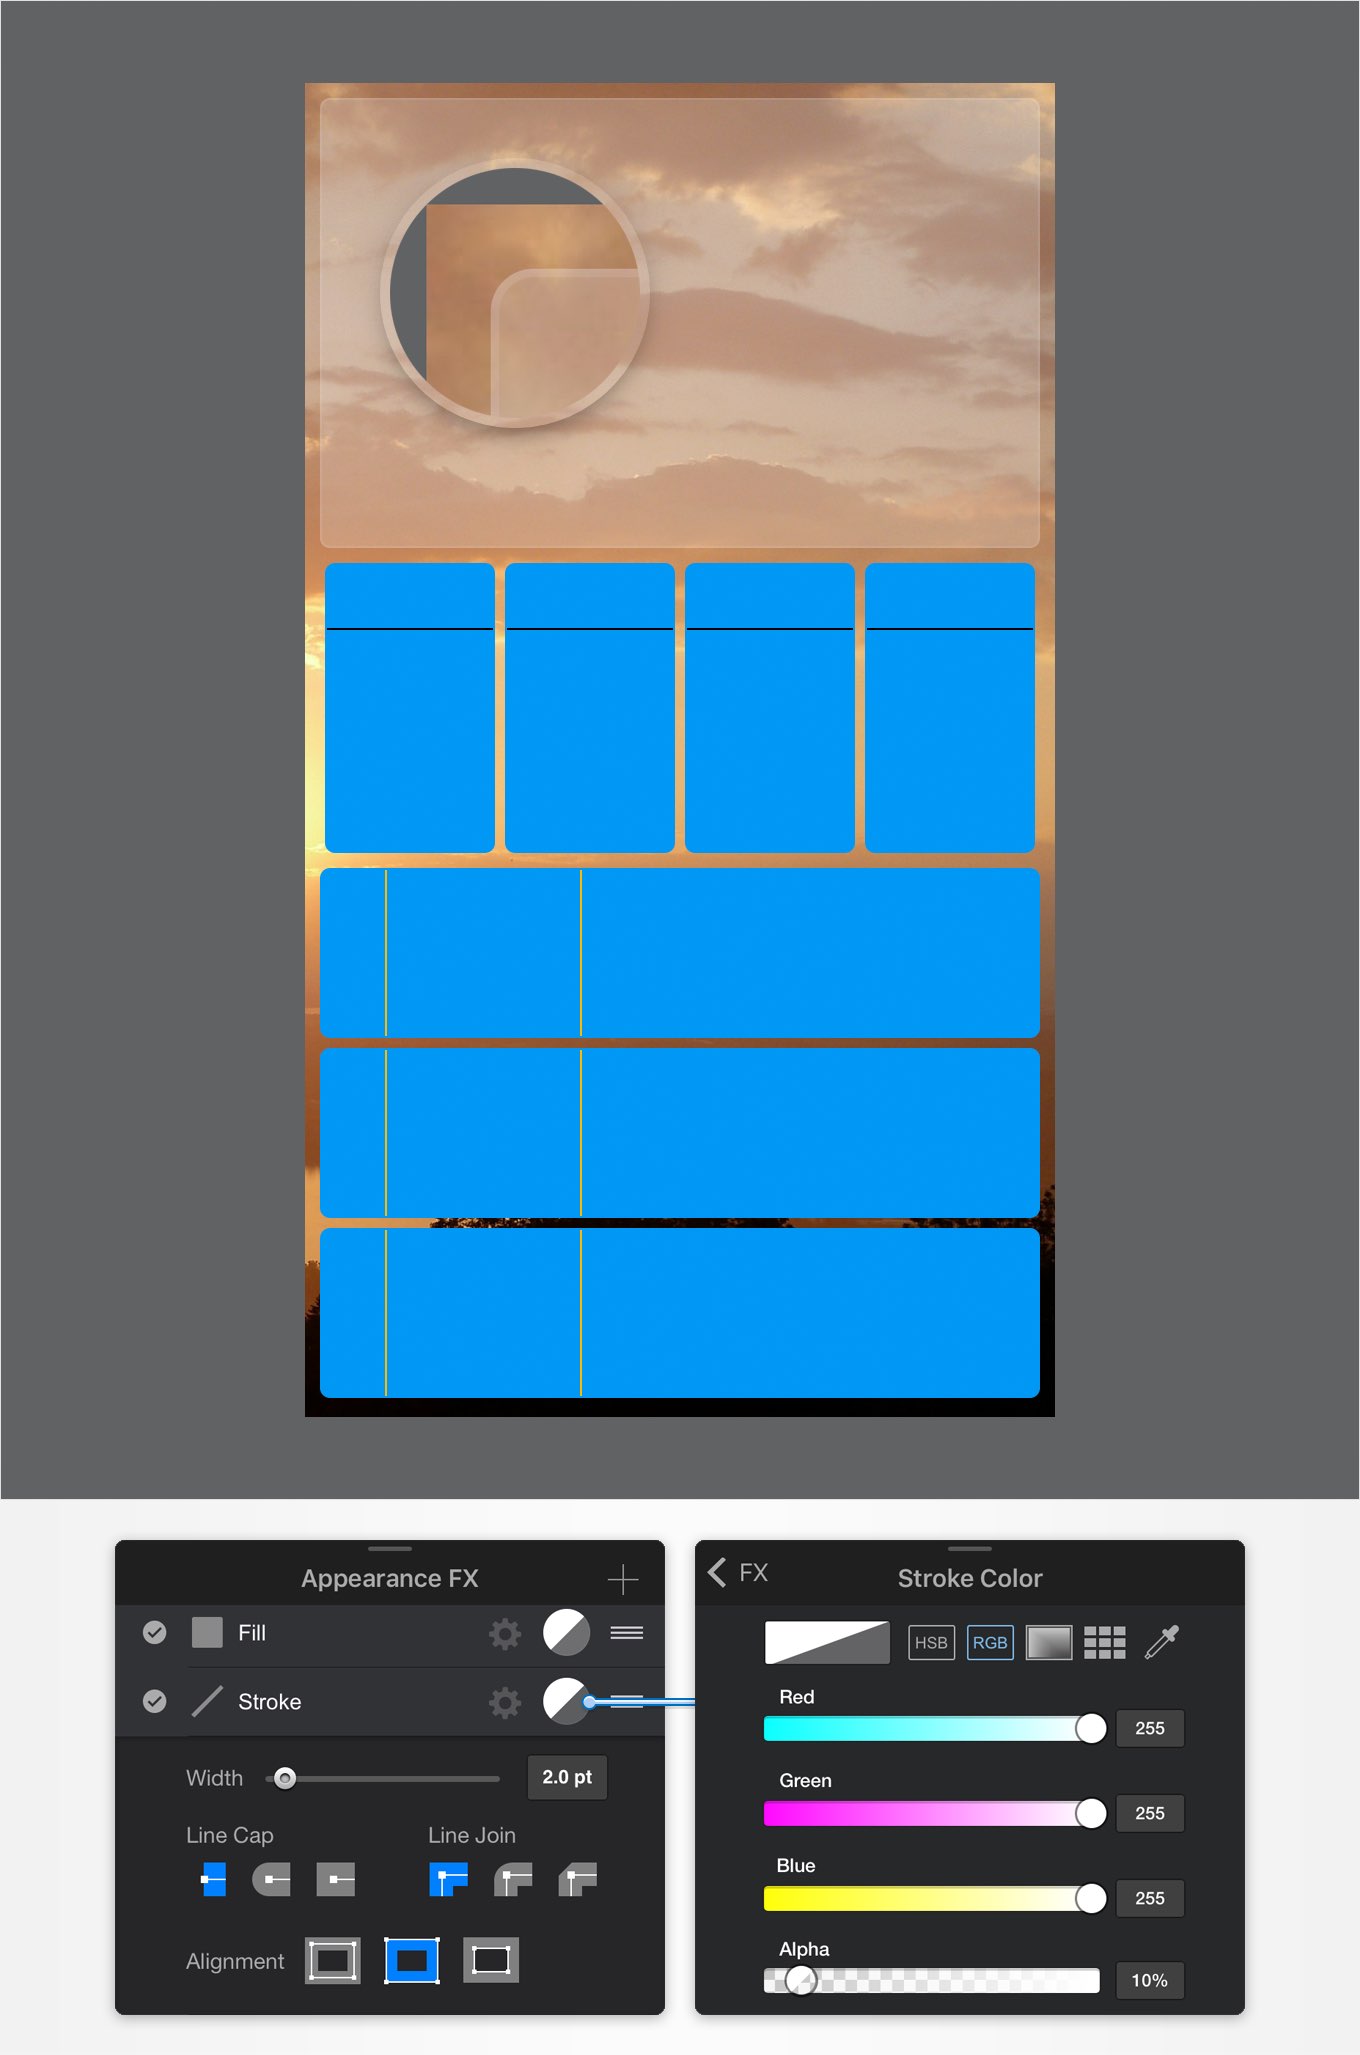 Appearance FX
Fill
Stroke
Width
2.0 pt
Line Cap
Line Join
Alignment
FX
Stroke Color
HSB
RGB
Red
255
Green
255
Blue
255
Alpha
10%